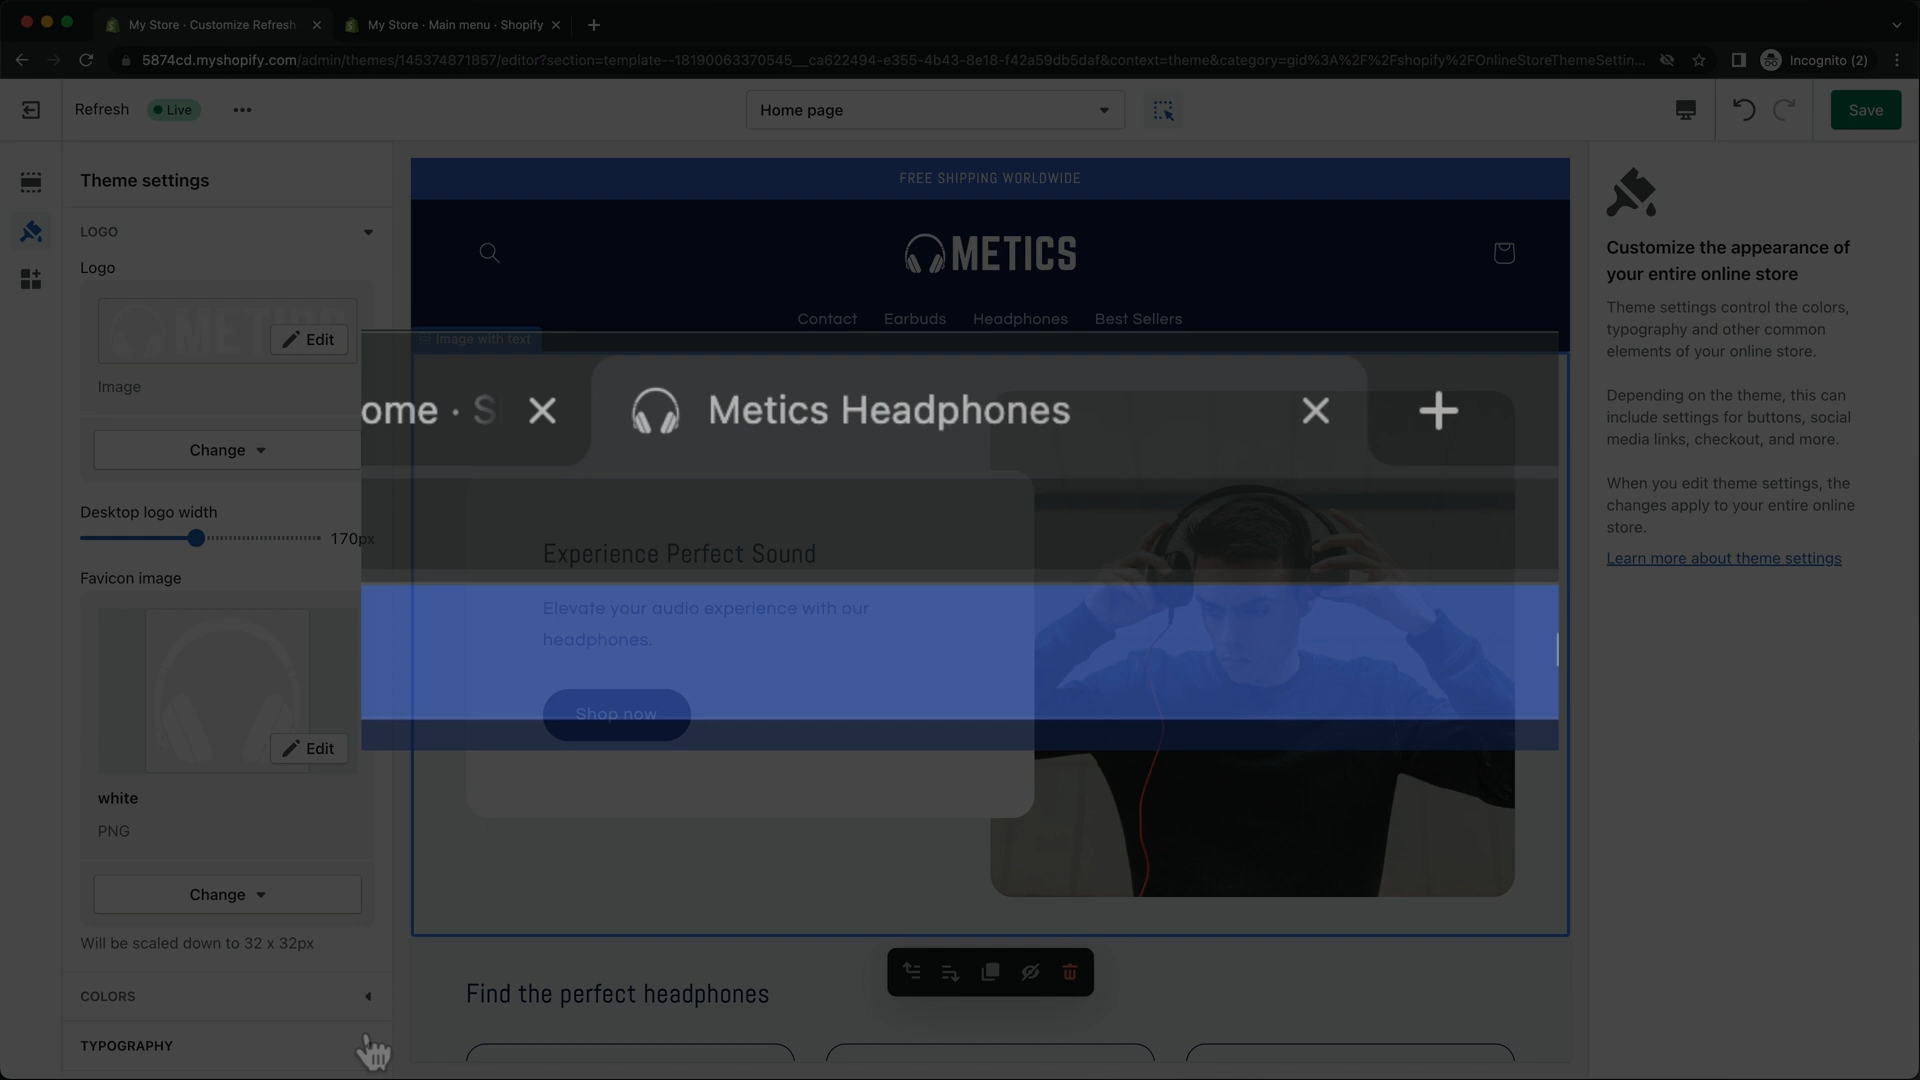 My Store · Customize Refresh
My Store · Main menu · Shopify
5874cd.myshopify.com/admin/themes/145374871857/editor?section=template--18190063370545__ca622494-e355-4b43-8e18-f42a59db5daf&context=theme&category=gid%3A%2F%2Fshopify%2FOnlineStoreThemeSettin...
Incognito (2)
Refresh
Live
Home page
Save
Theme settings
LOGO
Logo
METICS
Edit
Image
Change
Desktop logo width
170px
Favicon image
Edit
white
PNG
Change
Will be scaled down to 32 x 32px
COLORS
TYPOGRAPHY
FREE SHIPPING WORLDWIDE
METICS
Contact
Earbuds
Headphones
Best Sellers
Image with text
ome · S
Metics Headphones
Experience Perfect Sound
Elevate your audio experience with our
headphones.
Shop now
Find the perfect headphones
Customize the appearance of
your entire online store
Theme settings control the colors,
typography and other common
elements of your online store.
Depending on the theme, this can
include settings for buttons, social
media links, checkout, and more.
When you edit theme settings, the
changes apply to your entire online
store.
Learn more about theme settings